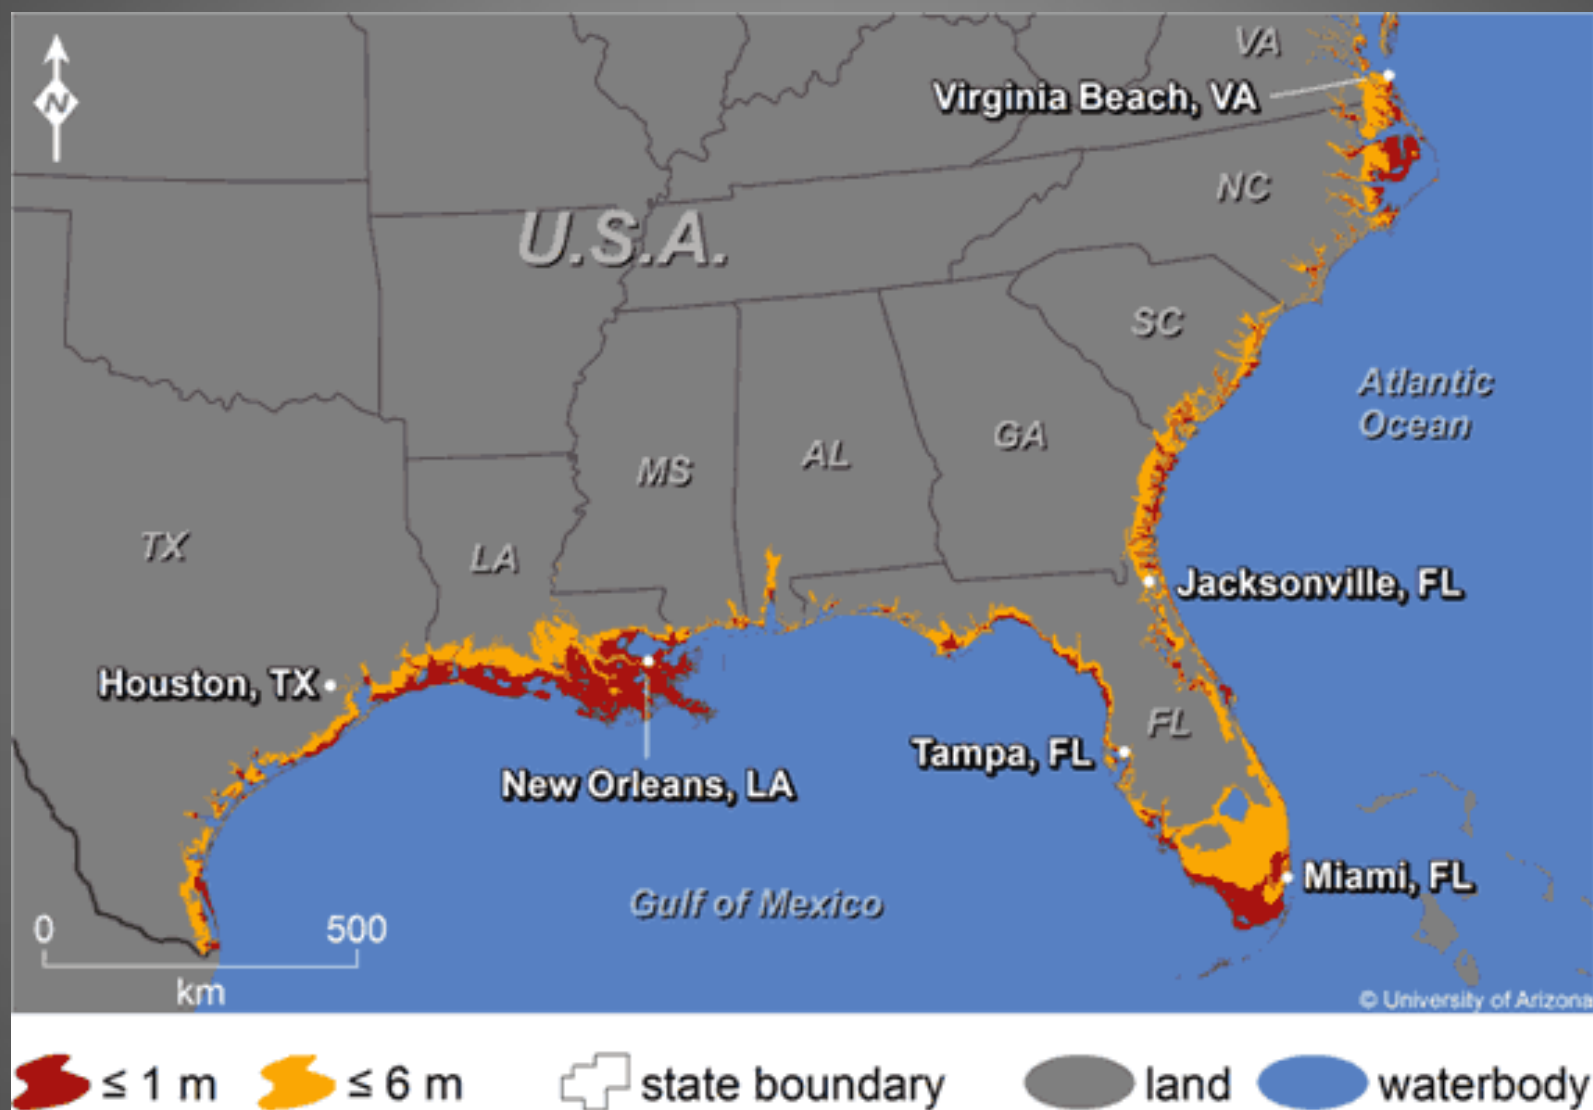 N
VA
Virginia Beach, VA
NC
U.S.A.
SC
Atlantic
Ocean
GA
AL
MS
TX
LA
Jacksonville, FL
Houston, TX
FL
Tampa, FL
New Orleans, LA
Miami, FL
Gulf of Mexico
0 500
km
© University of Arizona
≤ 1 m ≤ 6 m state boundary land waterbody